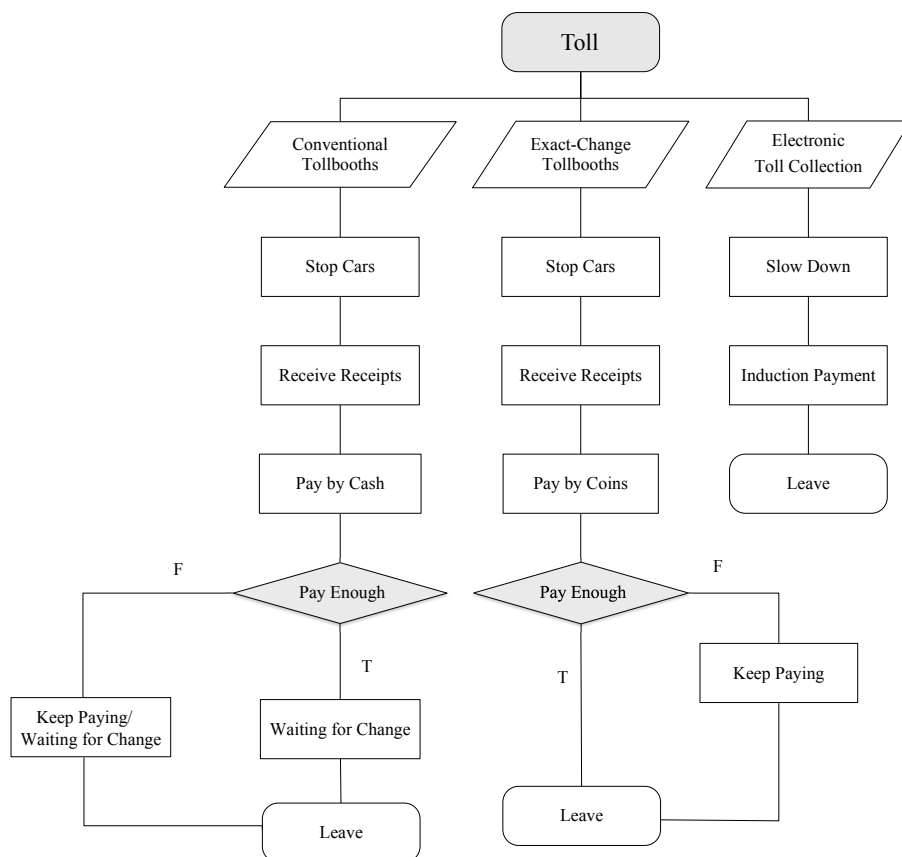 Toll
Conventional
Tollbooths
Exact-Change
Tollbooths
Electronic
Toll Collection
Stop Cars
Stop Cars
Slow Down
Receive Receipts
Receive Receipts
Induction Payment
Pay by Cash
Pay by Coins
Leave
F
Pay Enough
Pay Enough
F
T
T
Keep Paying
Keep Paying/
Waiting for Change
Waiting for Change
Leave
Leave